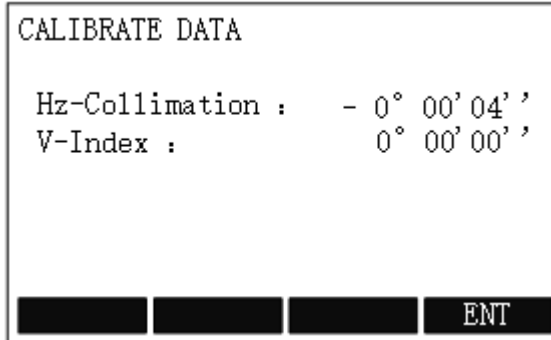 CALIBRATE DATA
Hz-Collimation : - 0° 00'04''
V-Index : 0° 00'00''
ENT